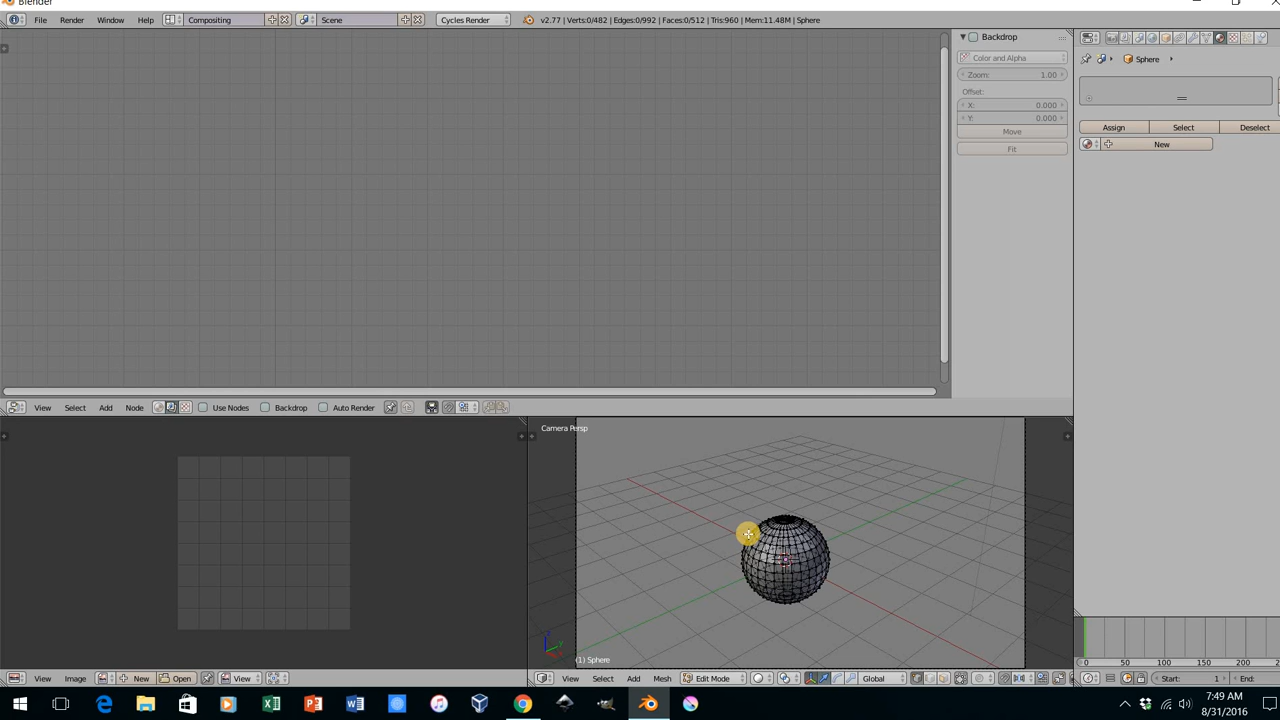 Blender
File Render Window Help Compositing Scene Cycles Render v2.77 | Verts:0/482 | Edges:0/992 | Faces:0/512 | Tris:960 | Mem:11.48M | Sphere
Backdrop
Color and Alpha
Zoom: 1.00
Offset:
X: 0.000
Y: 0.000
Move
Fit
Sphere
Assign Select Deselect
New
View Select Add Node Use Nodes Backdrop Auto Render
Camera Persp
(1) Sphere
0 50 100 150 200 2
View Image New Open View
View Select Add Mesh Edit Mode Global
Start: 1 End:
7:49 AM
8/31/2016